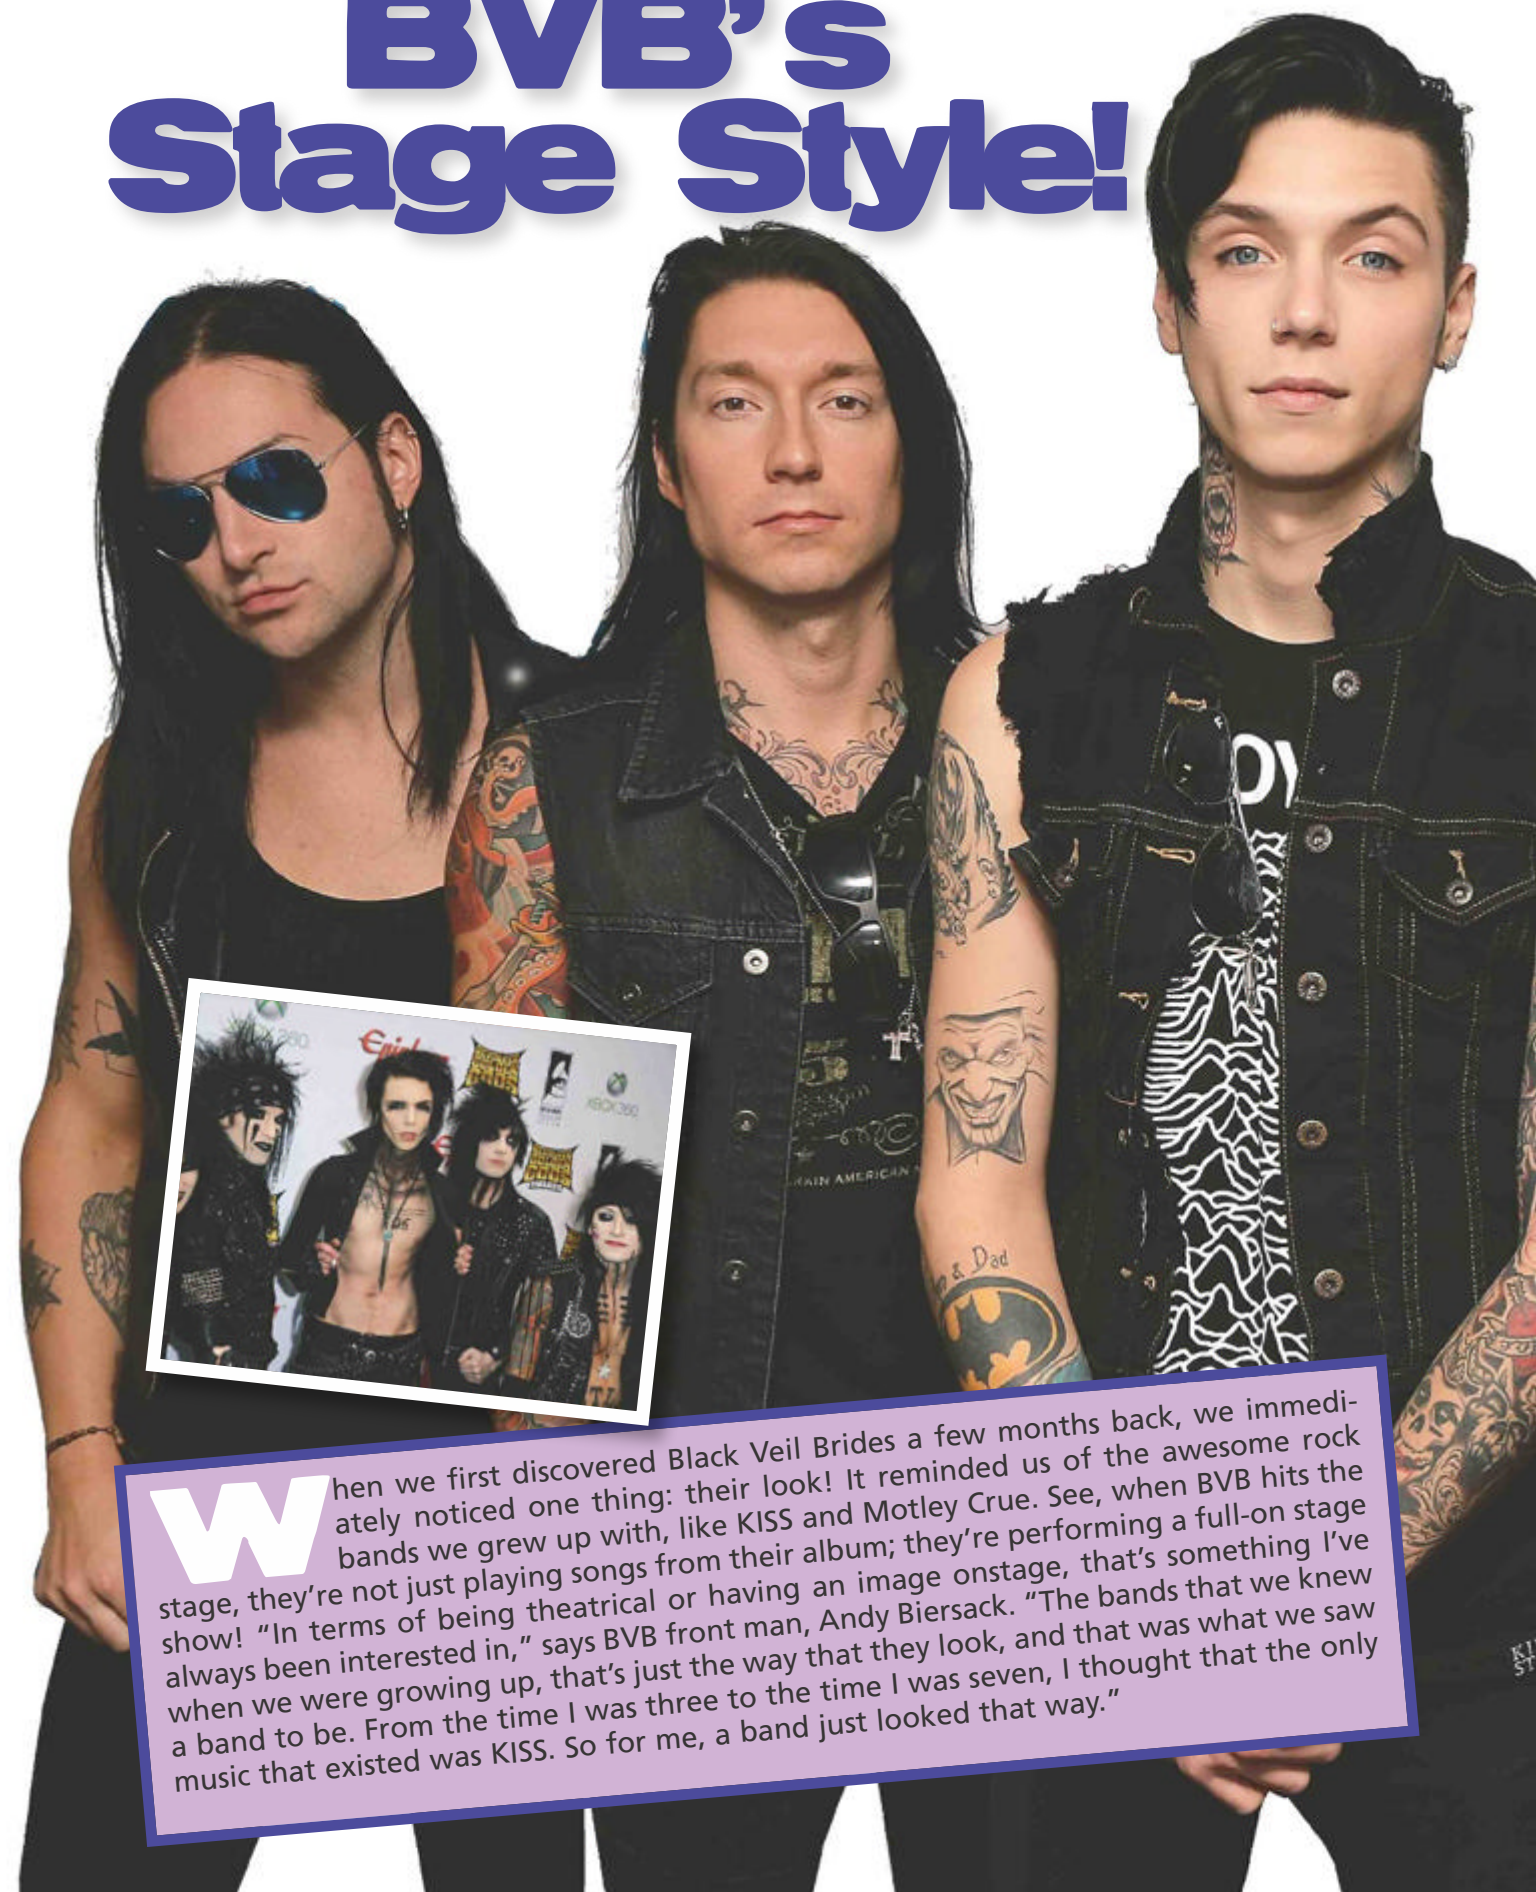 BVB's
Stage Style!
OY
& Dad
RAIN AMERICAN
XBOX 360
When we first discovered Black Veil Brides a few months back, we immedi-
ately noticed one thing: their look! It reminded us of the awesome rock
bands we grew up with, like KISS and Motley Crue. See, when BVB hits the
stage, they're not just playing songs from their album; they're performing a full-on stage
show! “In terms of being theatrical or having an image onstage, that's something I've
always been interested in,” says BVB front man, Andy Biersack. “The bands that we knew
when we were growing up, that's just the way that they look, and that was what we saw
a band to be. From the time I was three to the time I was seven, I thought that the only
music that existed was KISS. So for me, a band just looked that way.”